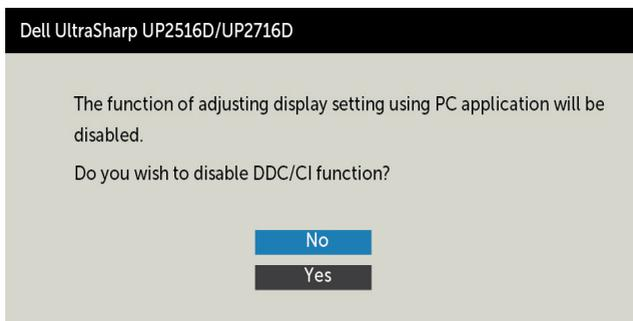 Dell UltraSharp UP2516D/UP2716D
The function of adjusting display setting using PC application will be
disabled.
Do you wish to disable DDC/CI function?
No
Yes